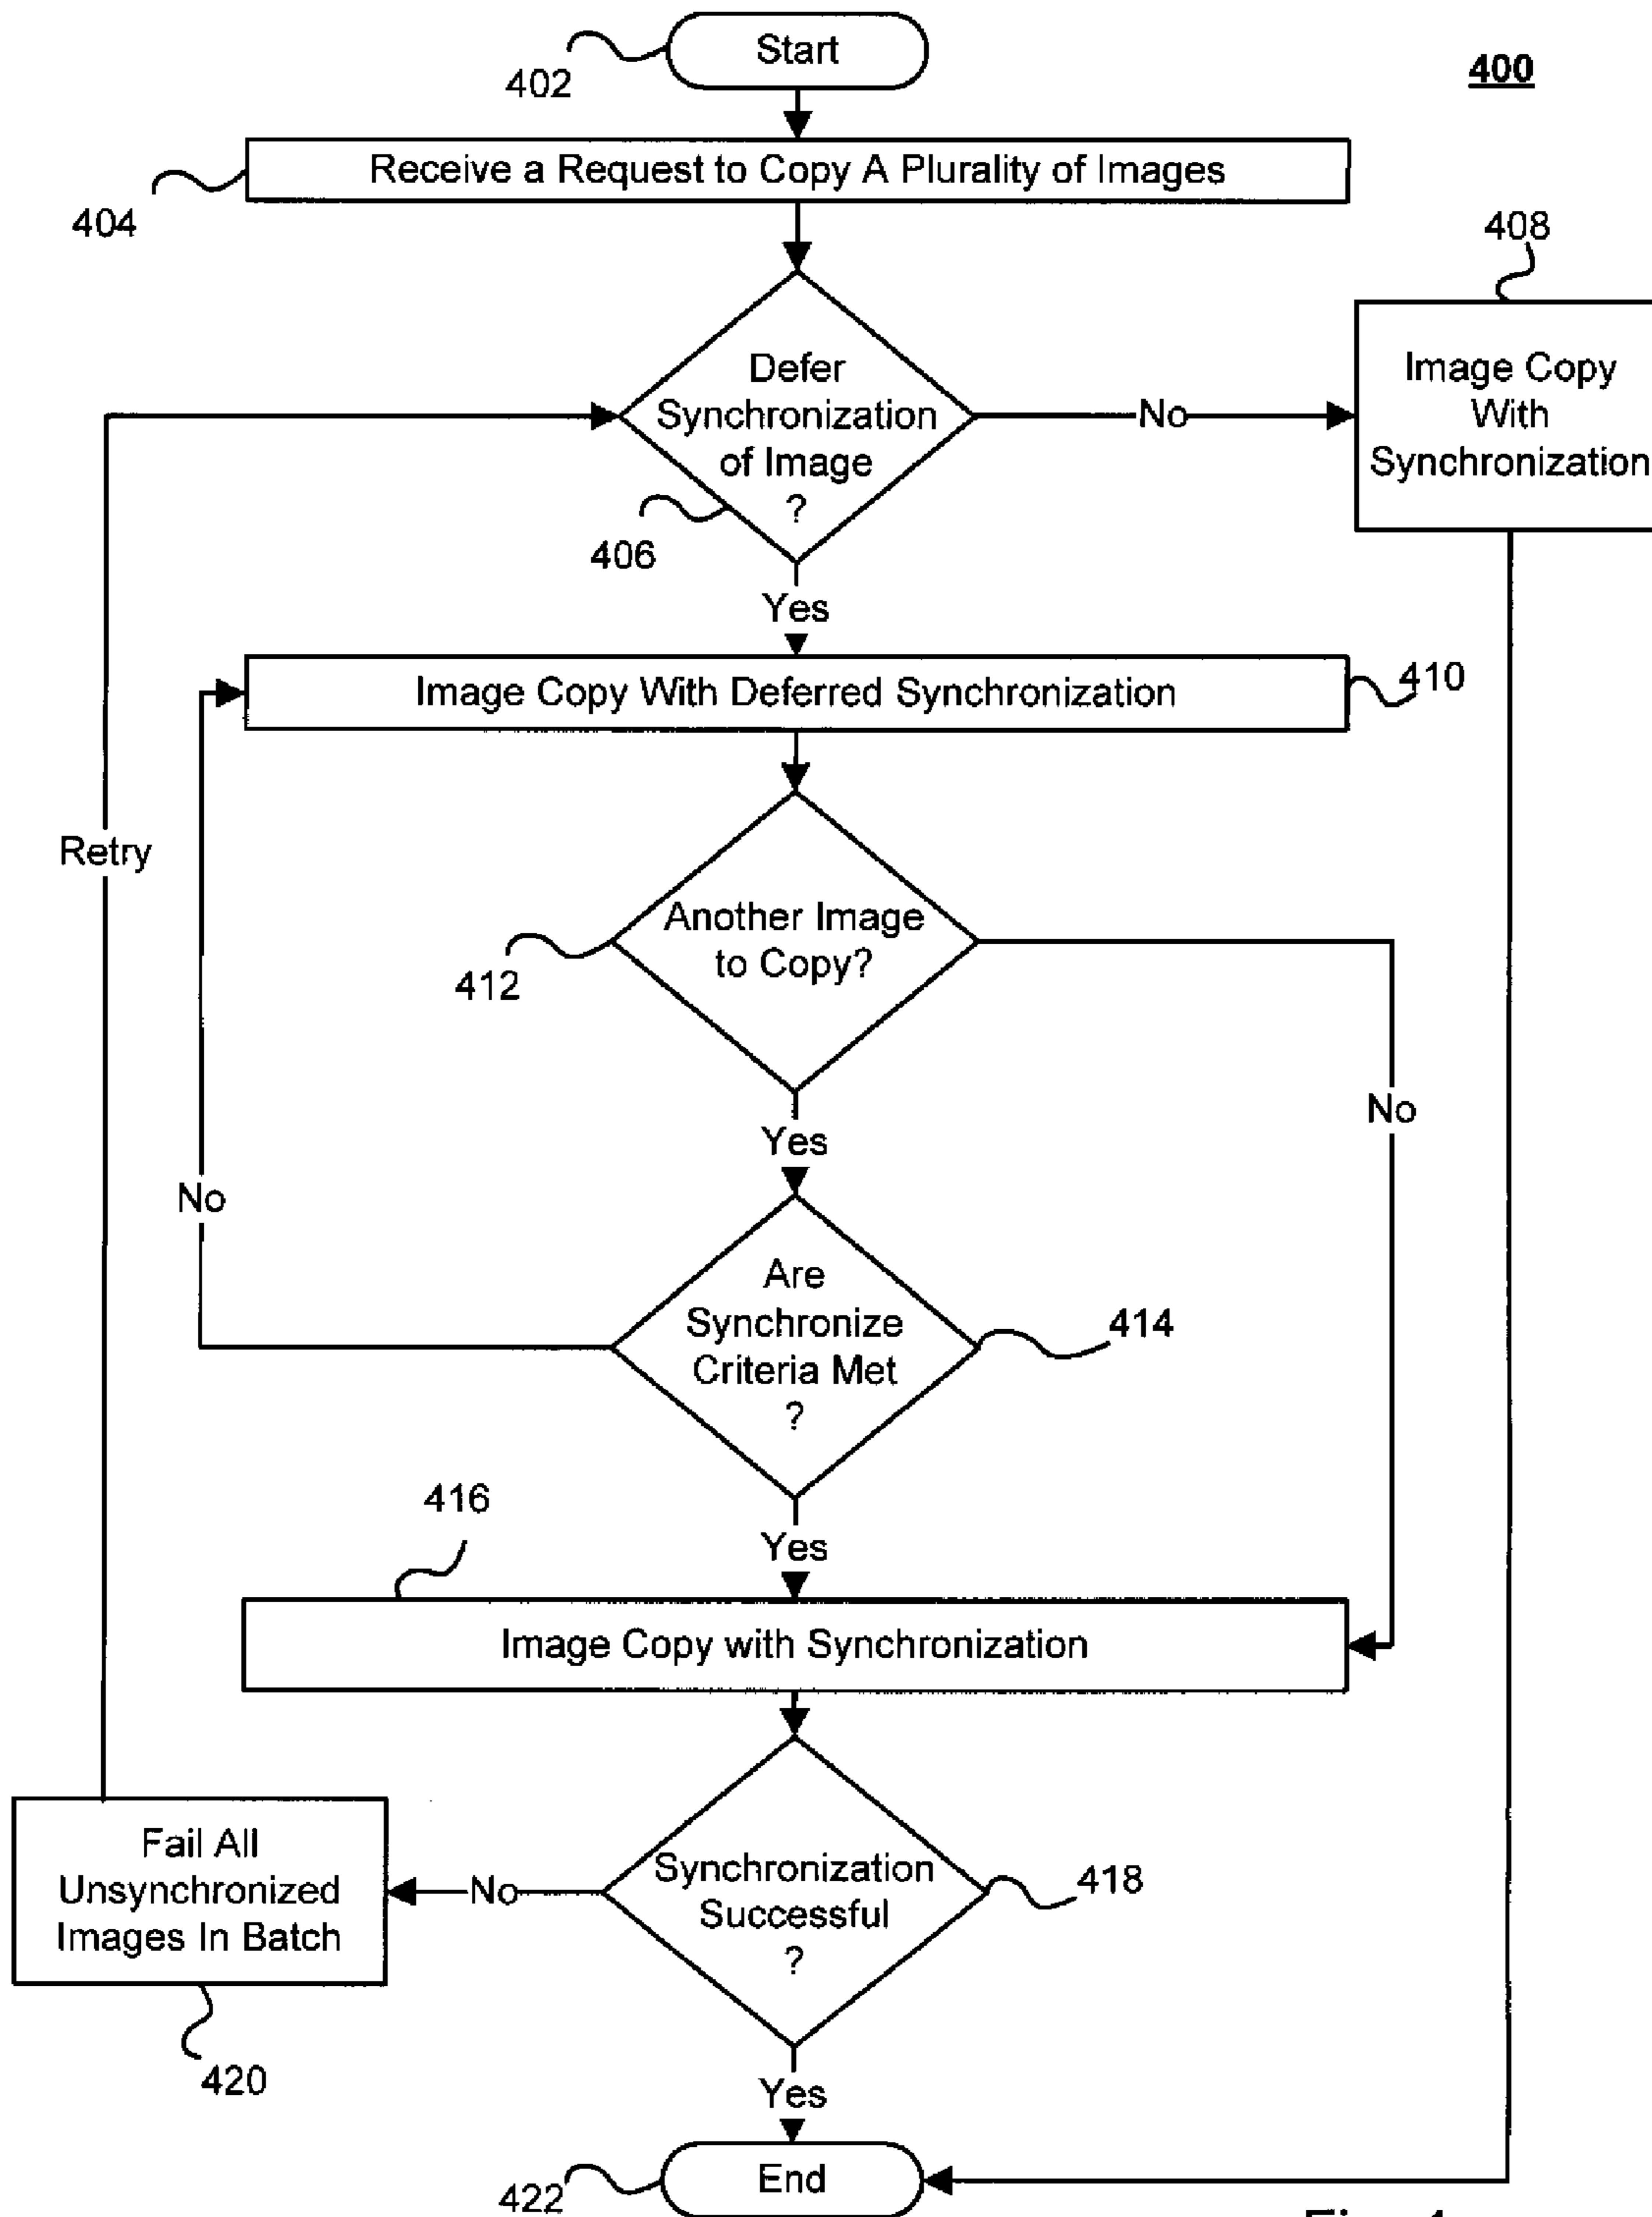 Start
402
400
Receive a Request to Copy A Plurality of Images
404
408
Defer
Synchronization
of Image
?
No
Image Copy
With
Synchronization
406
Yes
Image Copy With Deferred Synchronization
410
Retry
Another Image
to Copy?
412
No
Yes
No
Are
Synchronize
Criteria Met
?
414
416
Yes
Image Copy with Synchronization
Fail All
Unsynchronized
Images In Batch
No
Synchronization
Successful
?
418
420
Yes
End
422